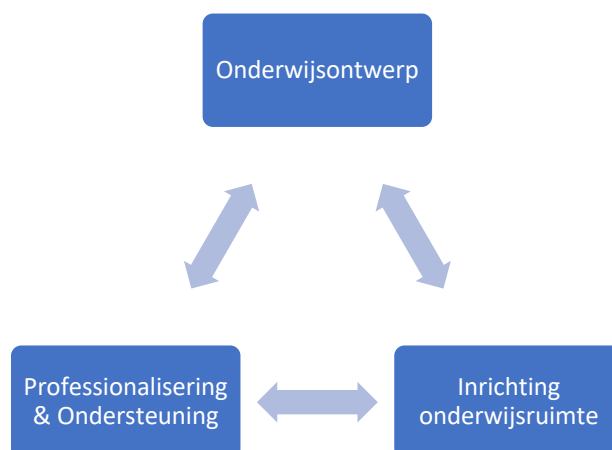 Onderwijsontwerp
Professionalisering
& Ondersteuning
Inrichting
onderwijsruimte